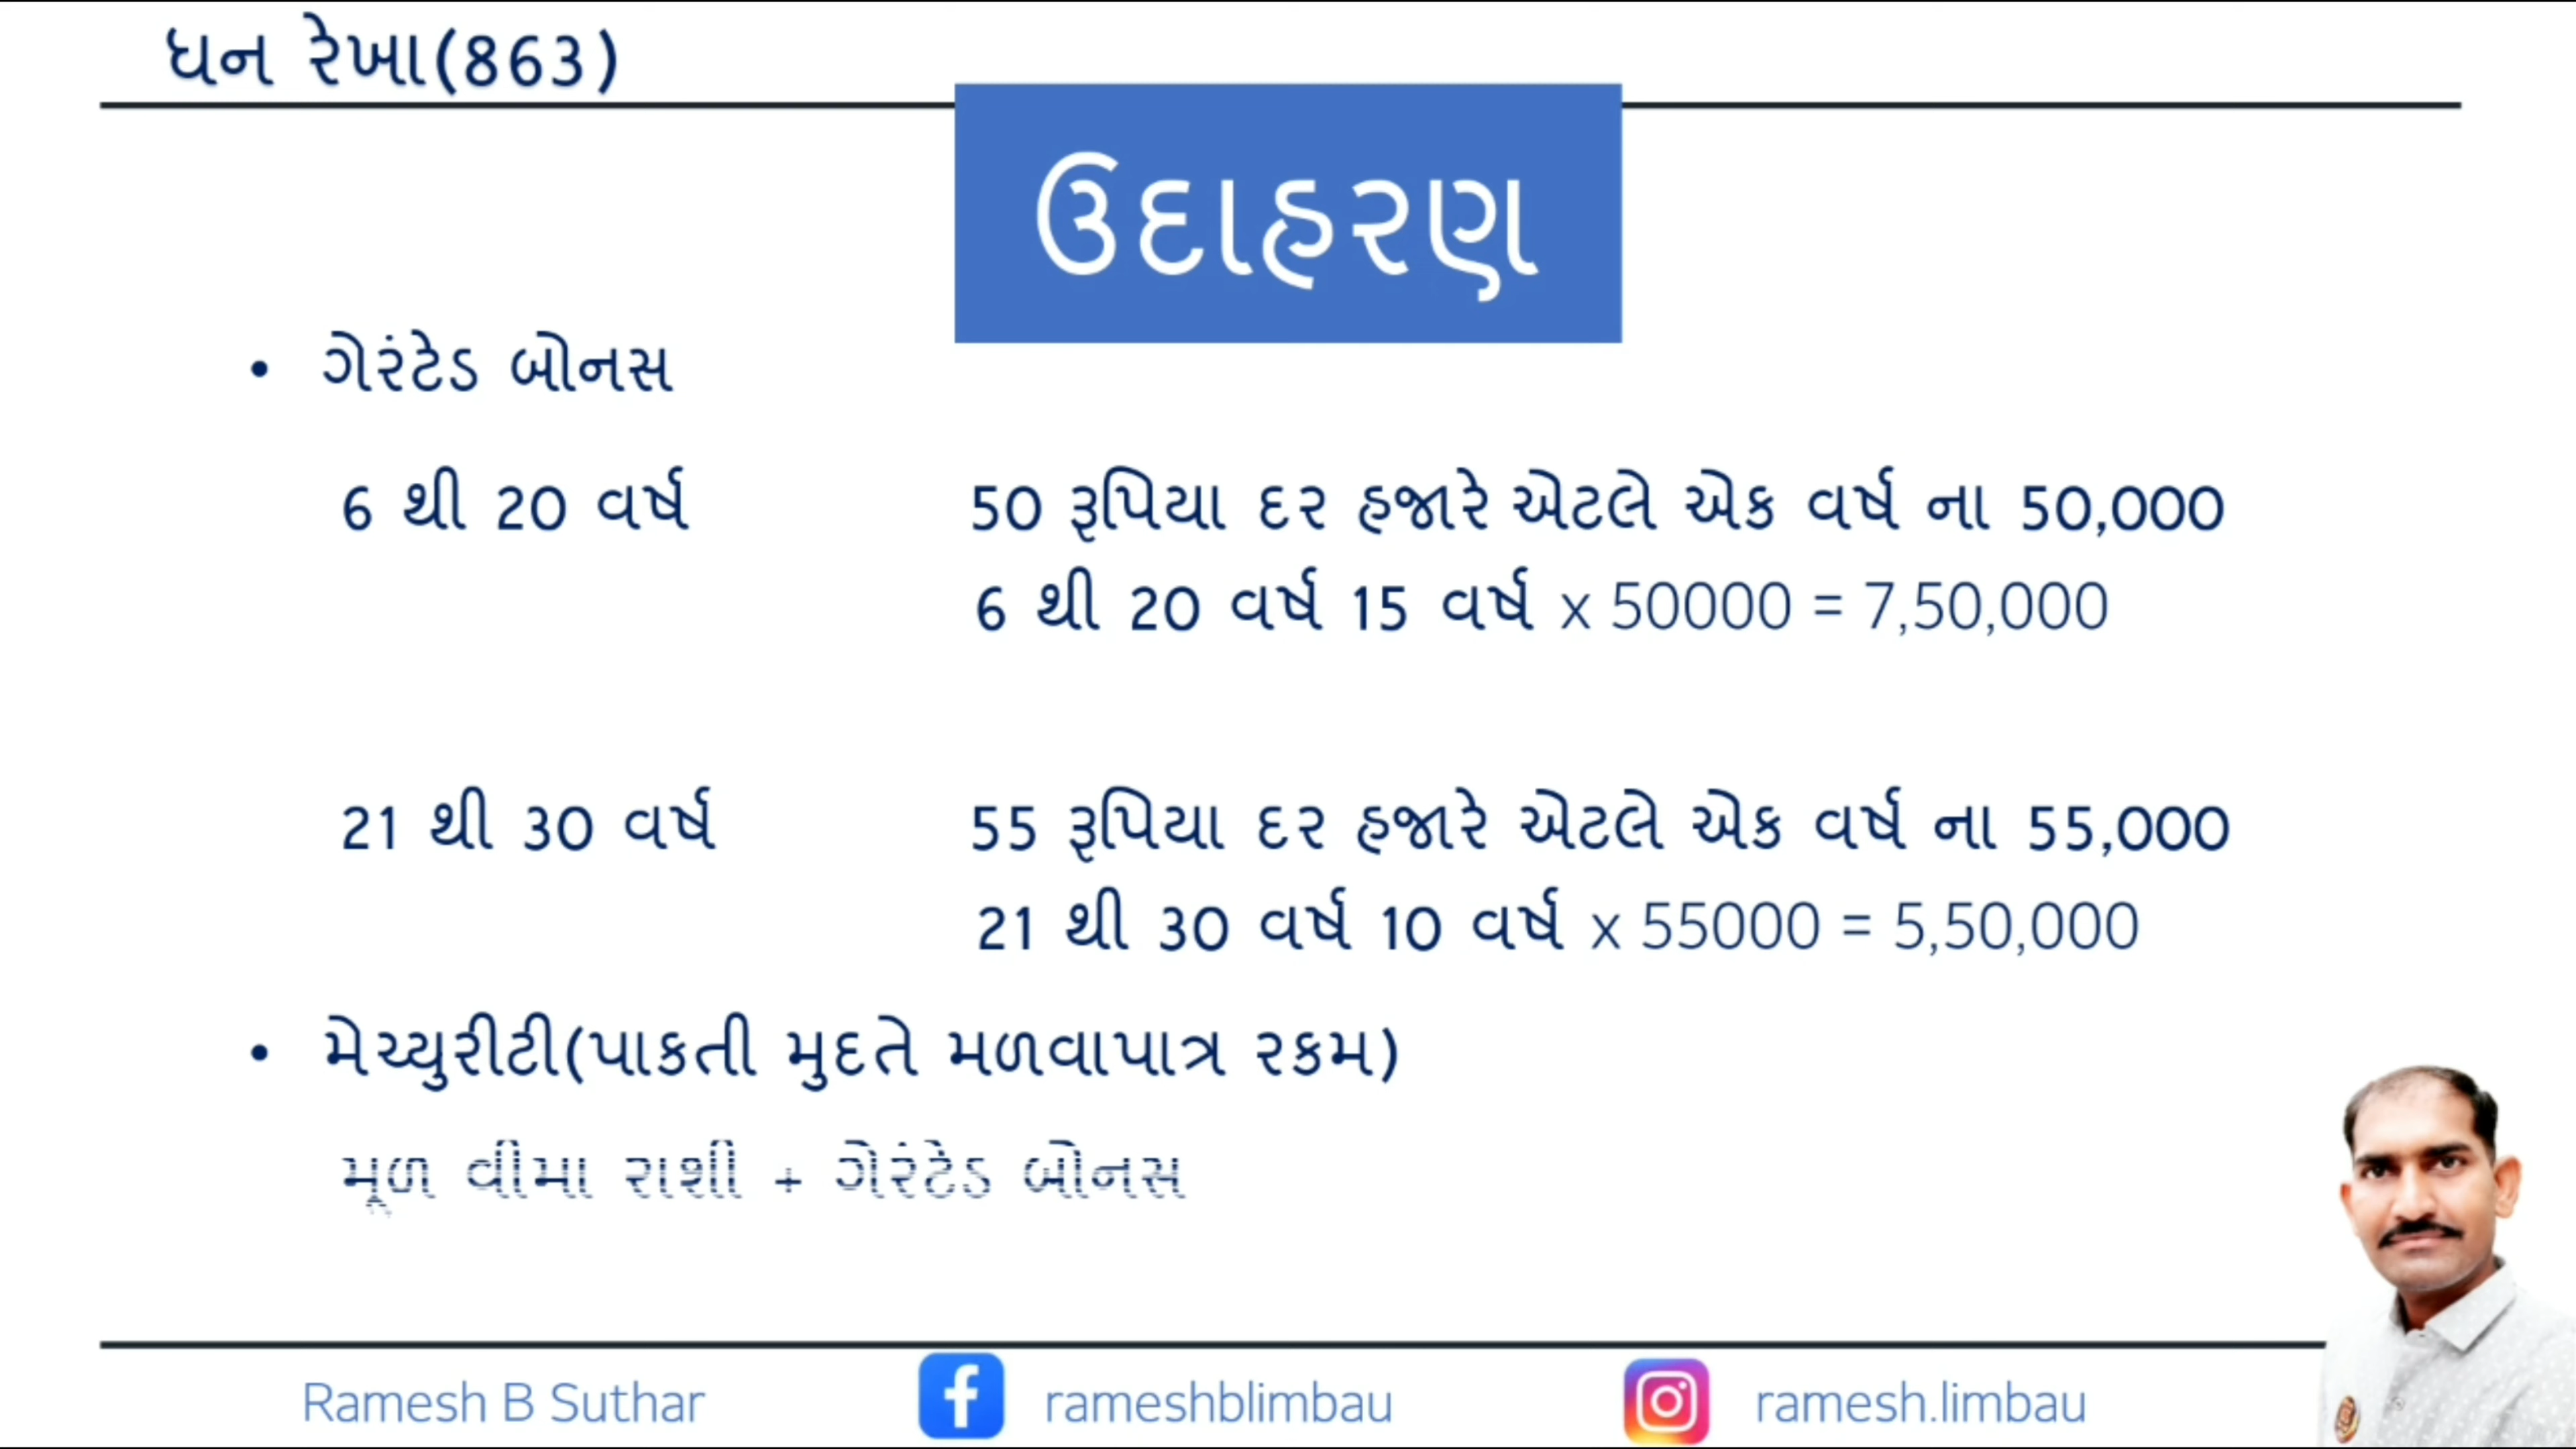 ધન રેખા(863)
ઉદાહરણ
• ગેરંટેડ બોનસ
6 થી 20 વર્ષ 50 રૂપિયા દર હજારે એટલે એક વર્ષ ના 50,000
6 થી 20 વર્ષ 15 વર્ષ x 50000 = 7,50,000
21 થી 30 વર્ષ 55 રૂપિયા દર હજારે એટલે એક વર્ષ ના 55,000
21 થી 30 વર્ષ 10 વર્ષ x 55000 = 5,50,000
• મેચ્યુરીટી(પાકતી મુદતે મળવાપાત્ર રકમ)
મૂળ વીમા રાશી + ગેરંટેડ બોનસ
Ramesh B Suthar rameshblimbau ramesh.limbau